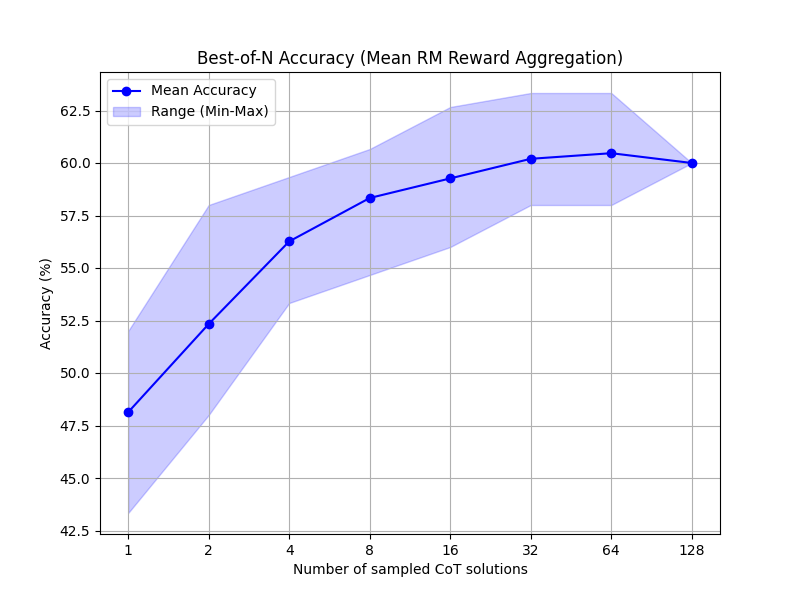 Best-of-N Accuracy (Mean RM Reward Aggregation)
Mean Accuracy
Range (Min-Max)
62.5
60.0
57.5
55.0
52.5
50.0
47.5
45.0
42.5
Accuracy (%)
1 2 4 8 16 32 64 128
Number of sampled CoT solutions